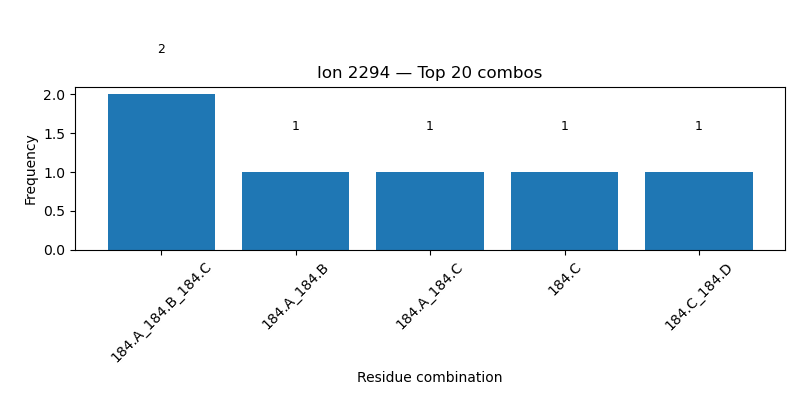 2
Ion 2294 — Top 20 combos
1 1 1 1
Frequency
2.0
1.5
1.0
0.5
0.0
184.A_184.B_184.C
184.A_184.B
184.A_184.C
184.C
184.C_184.D
Residue combination